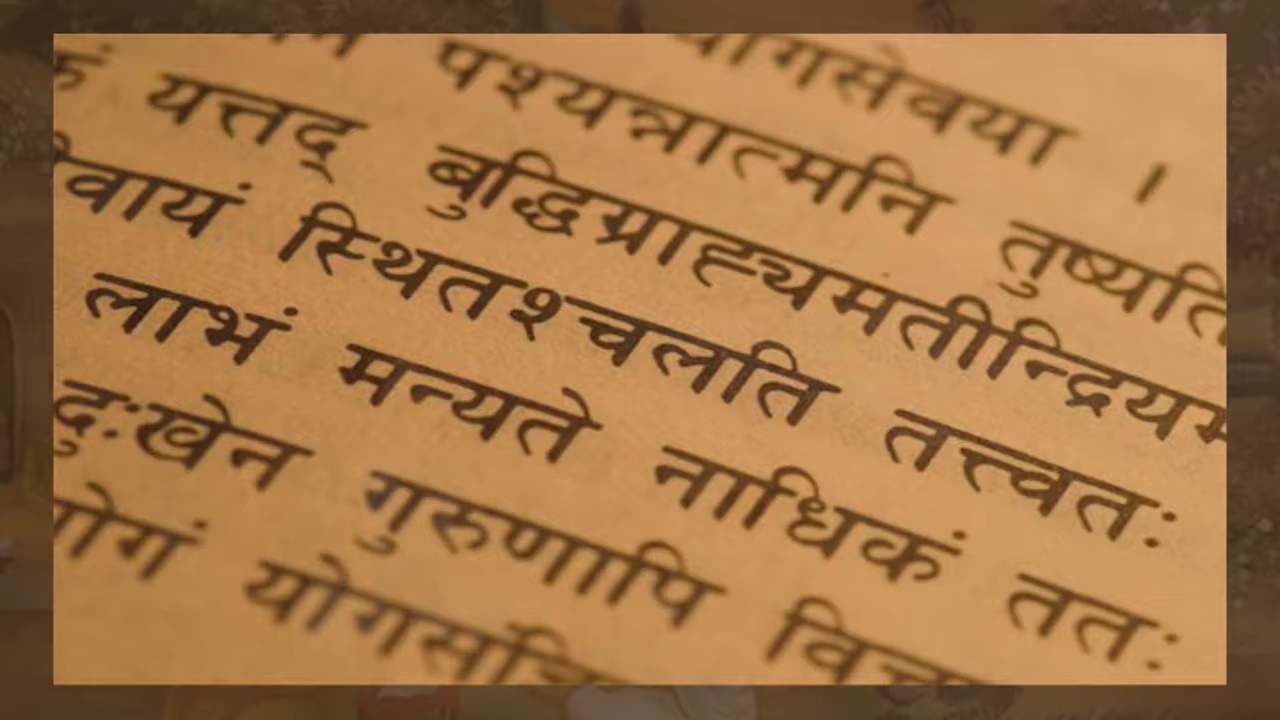 योगसेवया ।
पश्यन्नात्मनि तुष्यति
यत्तद् बुद्धिग्राह्यमतीन्द्रियम
वायं स्थितश्चलति तत्त्वतः
लाभं मन्यते नाधिकं ततः
दुःखेन गुरुणापि
योगं